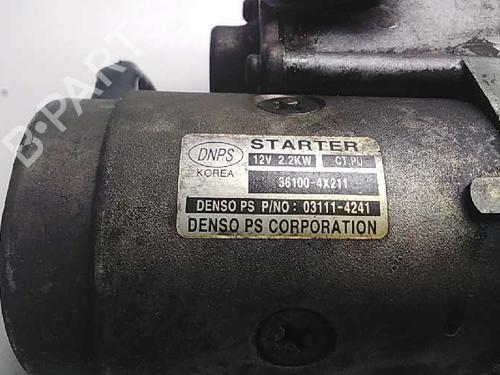 B-PARTS
DNPS
KOREA
STARTER
12V 2.2KW CT.PU
36100-4X211
DENSO PS P/NO : 03111-4241
DENSO PS CORPORATION